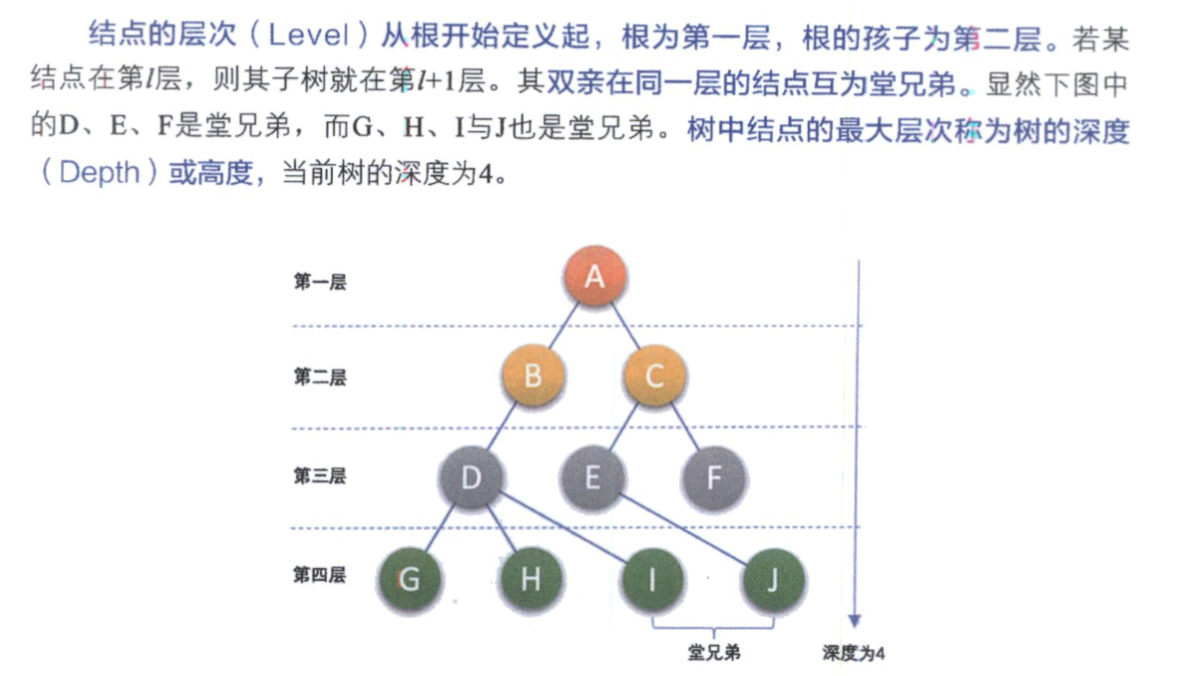 结点的层次（Level）从根开始定义起，根为第一层，根的孩子为第二层。若某
结点在第l层，则其子树就在第l+1层。其双亲在同一层的结点互为堂兄弟。显然下图中
的D、E、F是堂兄弟，而G、H、I与J也是堂兄弟。树中结点的最大层次称为树的深度
（Depth）或高度，当前树的深度为4。
第一层
A
第二层
B
C
第三层
D
E
F
第四层
G
H
I
J
堂兄弟
深度为4